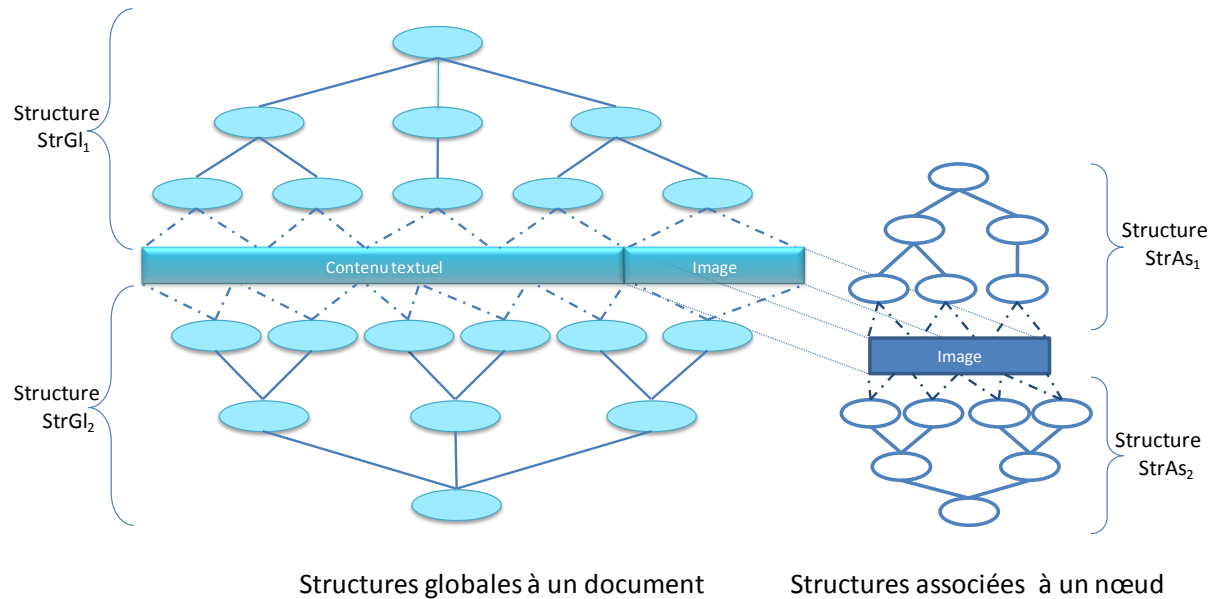 Structure
StrGl₁
Contenu textuel
Image
Structure
StrGl₂
Structure
StrAs₁
Image
Structure
StrAs₂
Structures globales à un document
Structures associées à un nœud